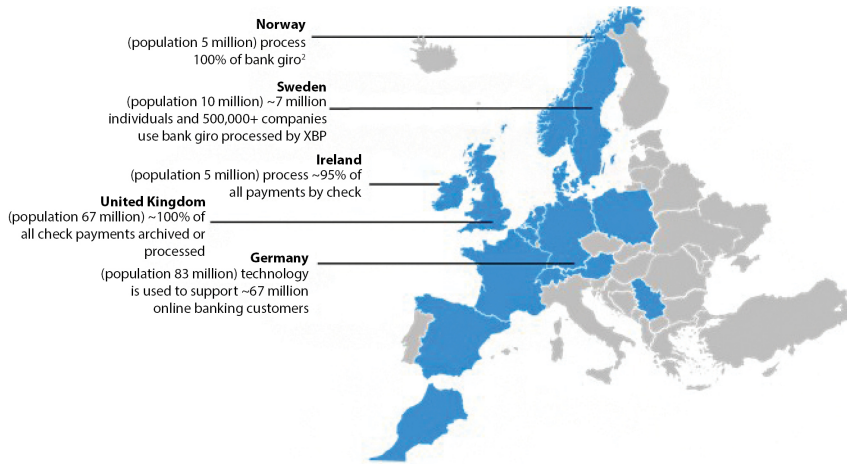 Norway
(population 5 million) process
100% of bank giro²
Sweden
(population 10 million) ~7 million
individuals and 500,000+ companies
use bank giro processed by XBP
Ireland
(population 5 million) process ~95% of
all payments by check
United Kingdom
(population 67 million) ~100% of
all check payments archived or
processed
Germany
(population 83 million) technology
is used to support ~67 million
online banking customers